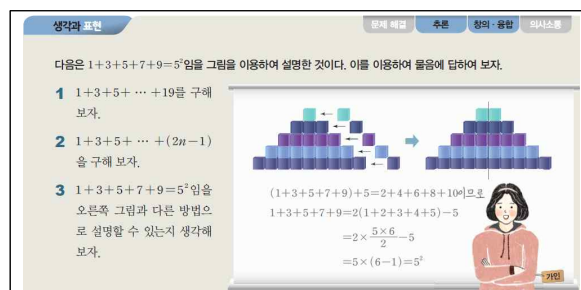 생각과 표현
문제 해결 추론 창의·융합 의사소통
다음은 1+3+5+7+9=5²임을 그림을 이용하여 설명한 것이다. 이를 이용하여 물음에 답하여 보자.
1 1+3+5+ ⋯ +19를 구해
보자.
2 1+3+5+ ⋯ +(2n-1)
을 구해 보자.
3 1+3+5+7+9=5²임을
오른쪽 그림과 다른 방법으
로 설명할 수 있는지 생각해
보자.
(1+3+5+7+9)+5=2+4+6+8+10이므로
1+3+5+7+9=2(1+2+3+4+5)-5
=2×\frac{5×6}{2}-5
=5×(6-1)=5²
가인